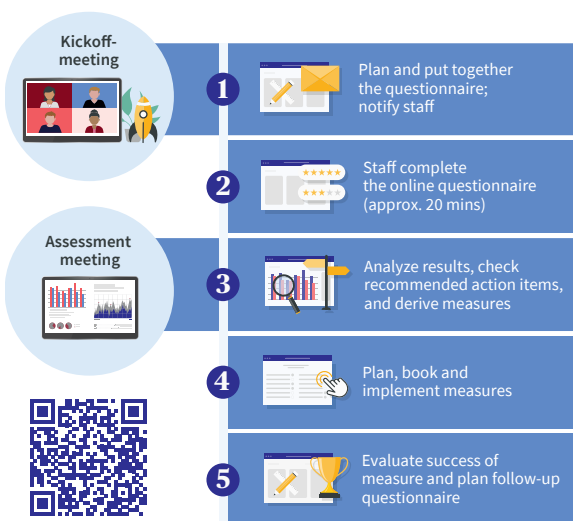 Kickoff-
meeting
1
Plan and put together
the questionnaire;
notify staff
2
Staff complete
the online questionnaire
(approx. 20 mins)
Assessment
meeting
3
Analyze results, check
recommended action items,
and derive measures
4
Plan, book and
implement measures
5
Evaluate success of
measure and plan follow-up
questionnaire